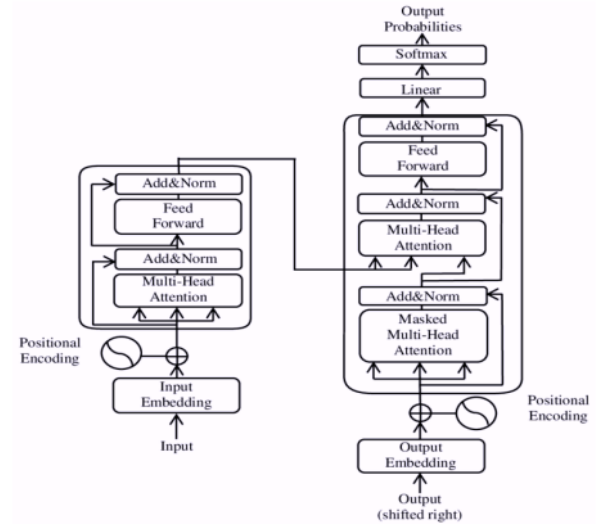 Output
Probabilities
Softmax
Linear
Add&Norm
Feed
Forward
Add&Norm
Multi-Head
Attention
Add&Norm
Masked
Multi-Head
Attention
Positional
Encoding
Output
Embedding
Output
(shifted right)
Add&Norm
Feed
Forward
Add&Norm
Multi-Head
Attention
Positional
Encoding
Input
Embedding
Input